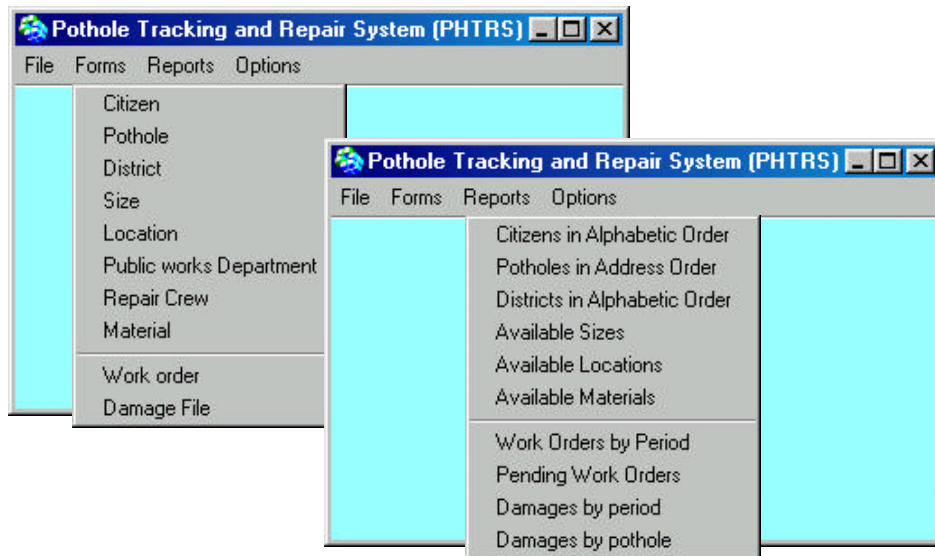 Pothole Tracking and Repair System (PHTRS)
File Forms Reports Options
Citizen
Pothole
District
Size
Location
Public works Department
Repair Crew
Material
Work order
Damage File
Pothole Tracking and Repair System (PHTRS)
File Forms Reports Options
Citizens in Alphabetic Order
Potholes in Address Order
Districts in Alphabetic Order
Available Sizes
Available Locations
Available Materials
Work Orders by Period
Pending Work Orders
Damages by period
Damages by pothole